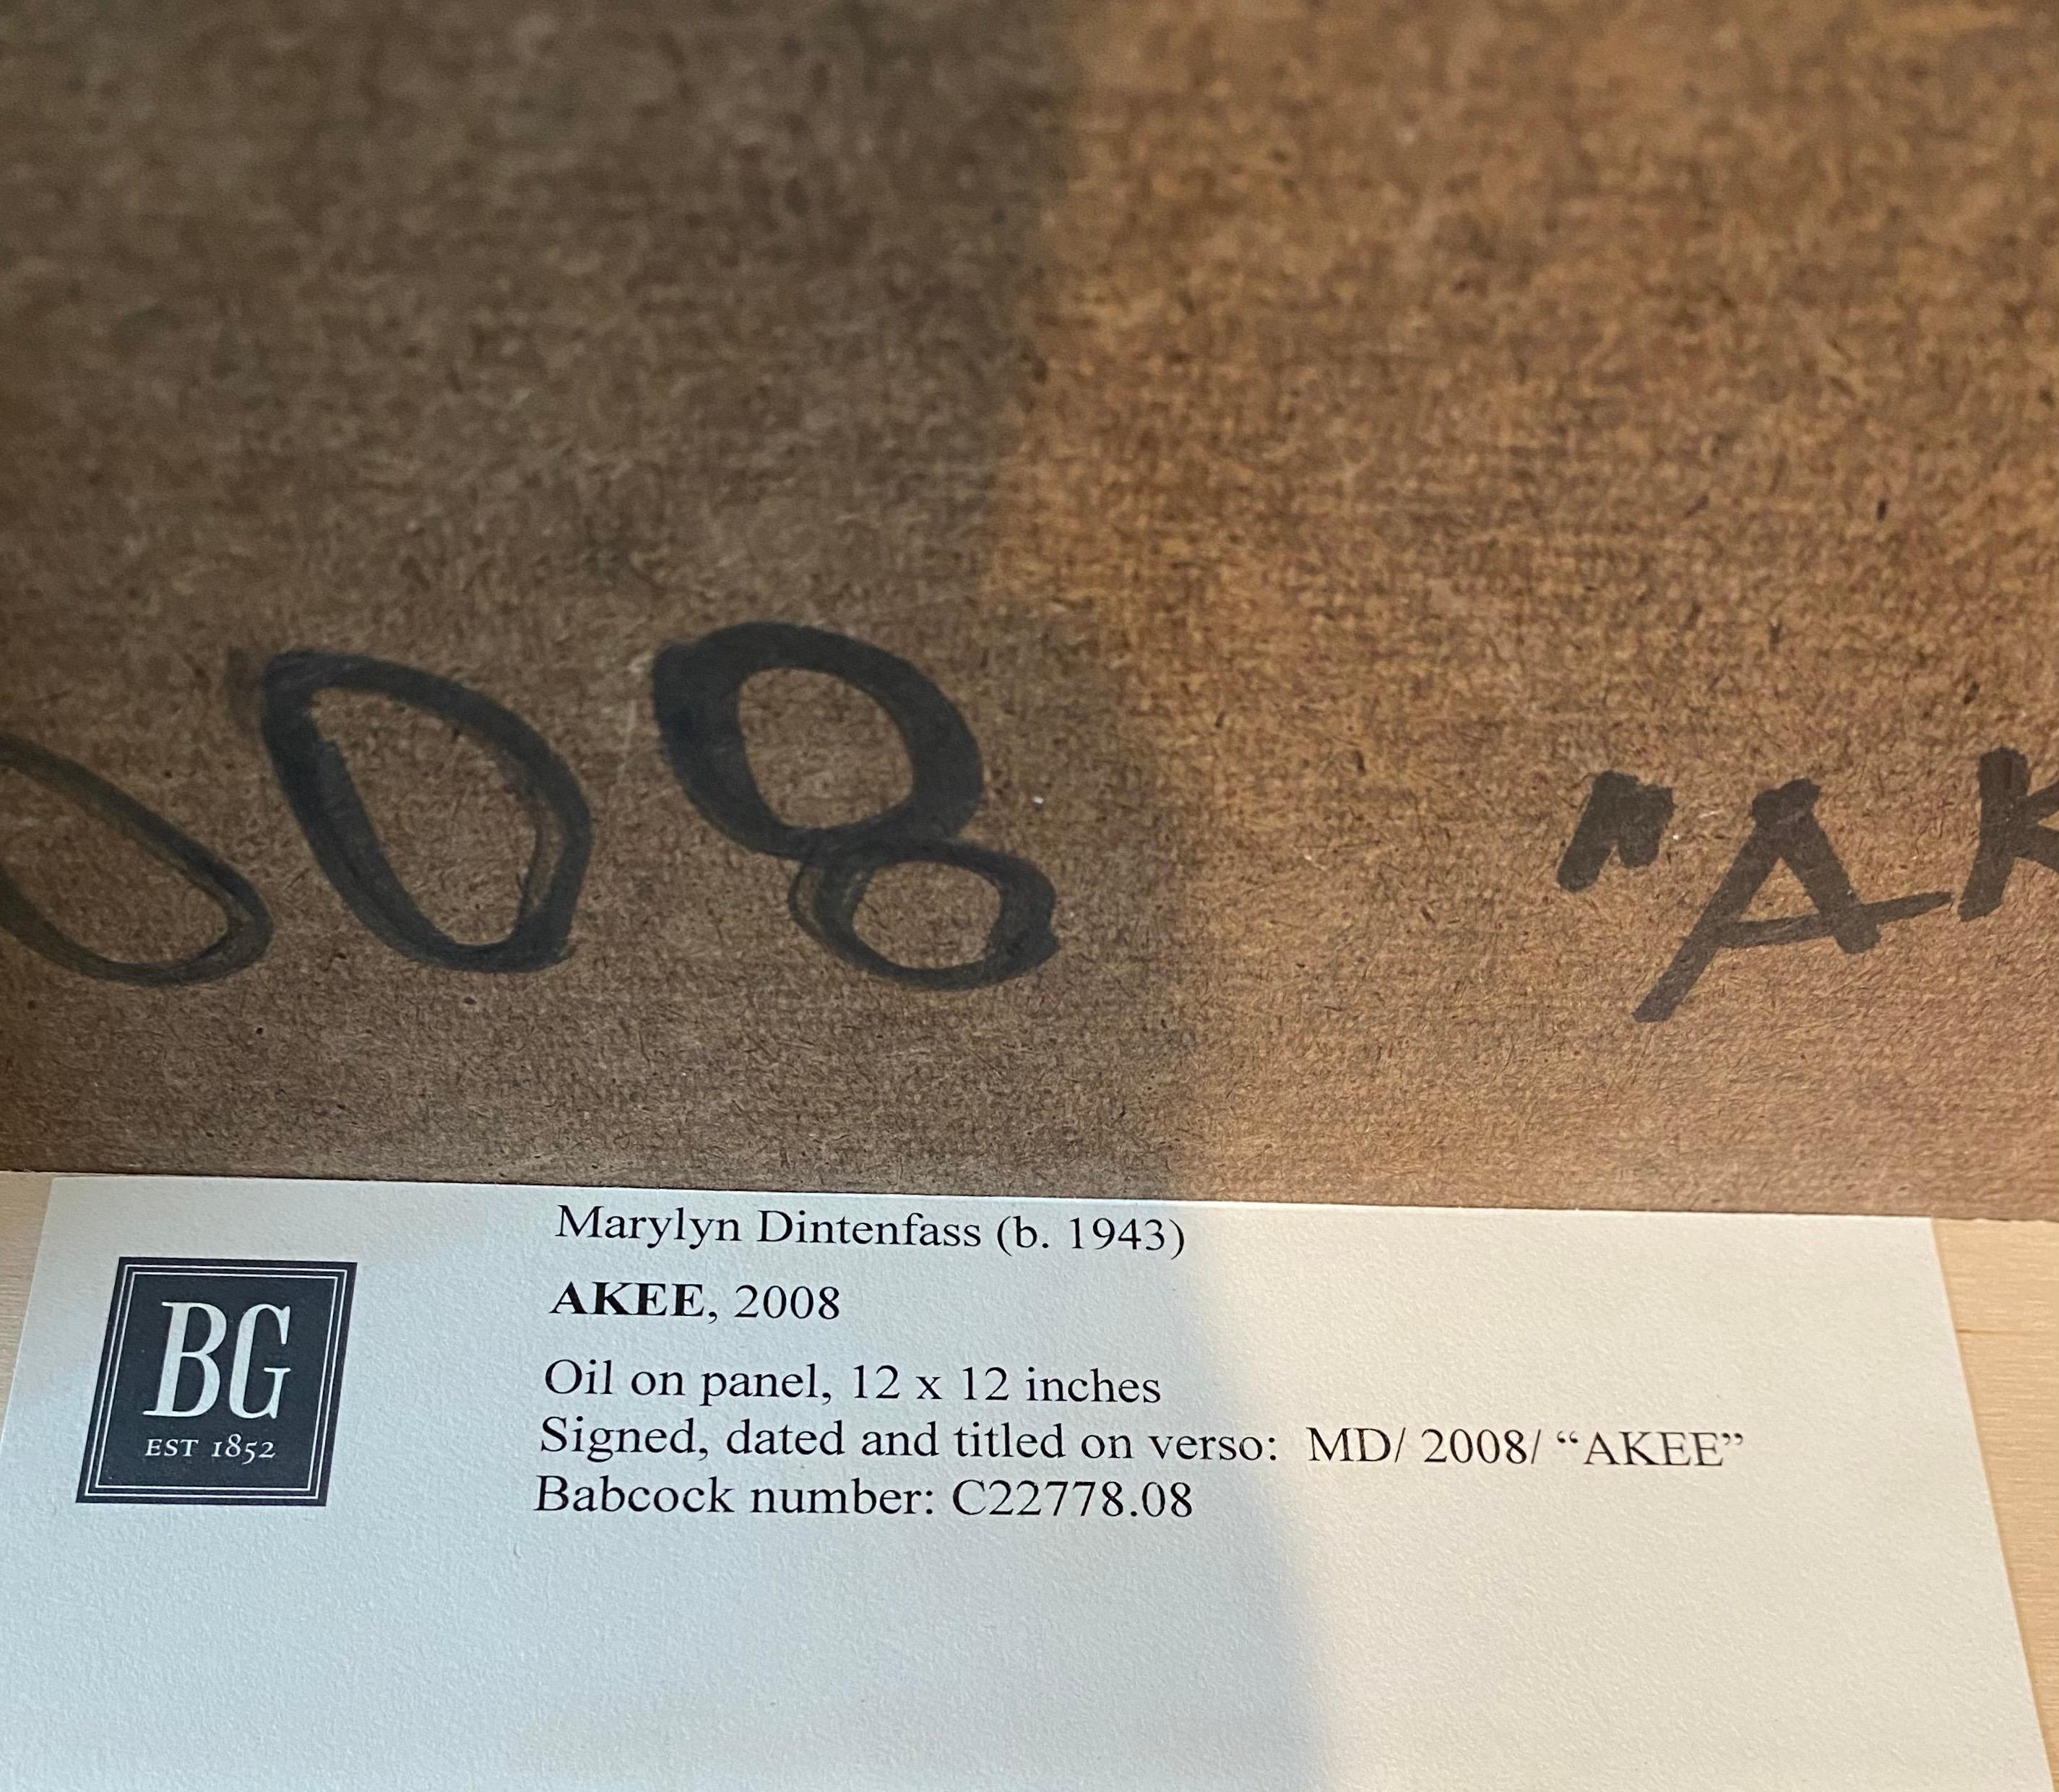 008 "AK
Marylyn Dintenfass (b. 1943)
AKEE, 2008
BG
EST 1852
Oil on panel, 12 x 12 inches
Signed, dated and titled on verso: MD/ 2008/ “AKEE”
Babcock number: C22778.08